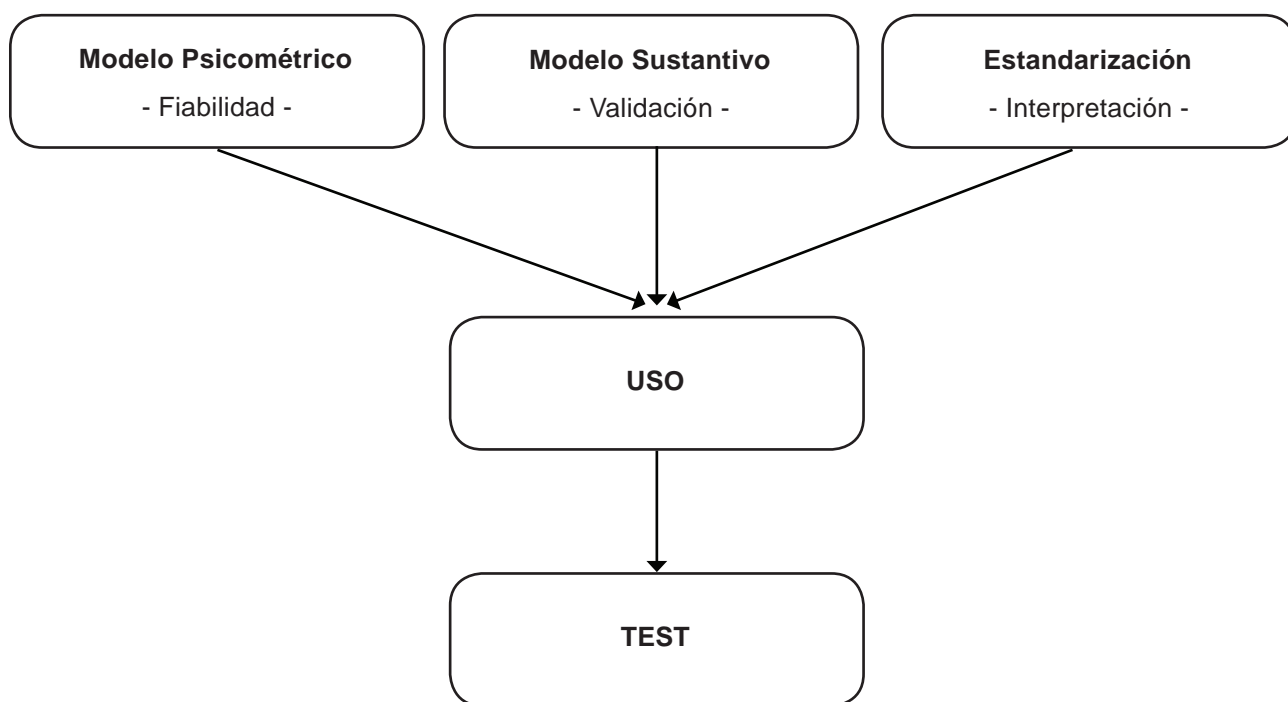 Modelo Psicométrico
- Fiabilidad -
Modelo Sustantivo
- Validación -
Estandarización
- Interpretación -
USO
TEST